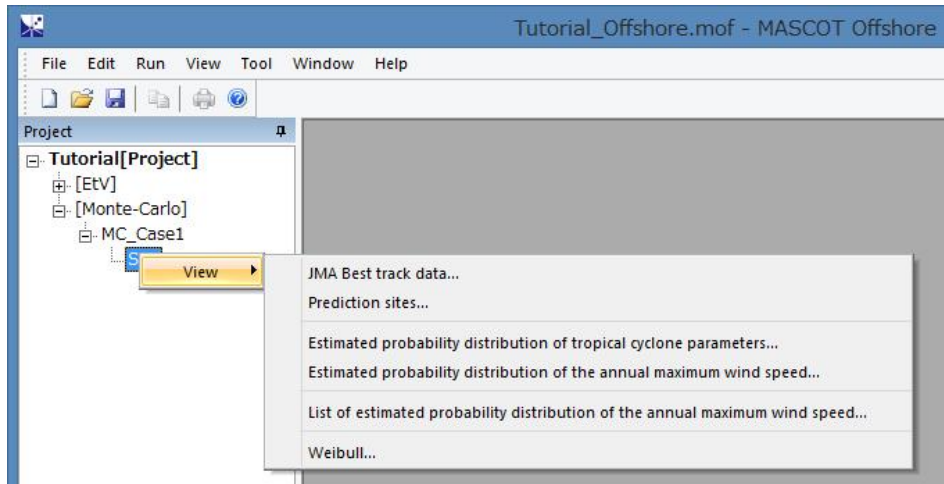 Tutorial_Offshore.mof - MASCOT Offshore
File Edit Run View Tool Window Help
Project
Tutorial[Project]
[EtV]
[Monte-Carlo]
MC_Case1
View
JMA Best track data...
Prediction sites...
Estimated probability distribution of tropical cyclone parameters...
Estimated probability distribution of the annual maximum wind speed...
List of estimated probability distribution of the annual maximum wind speed...
Weibull...